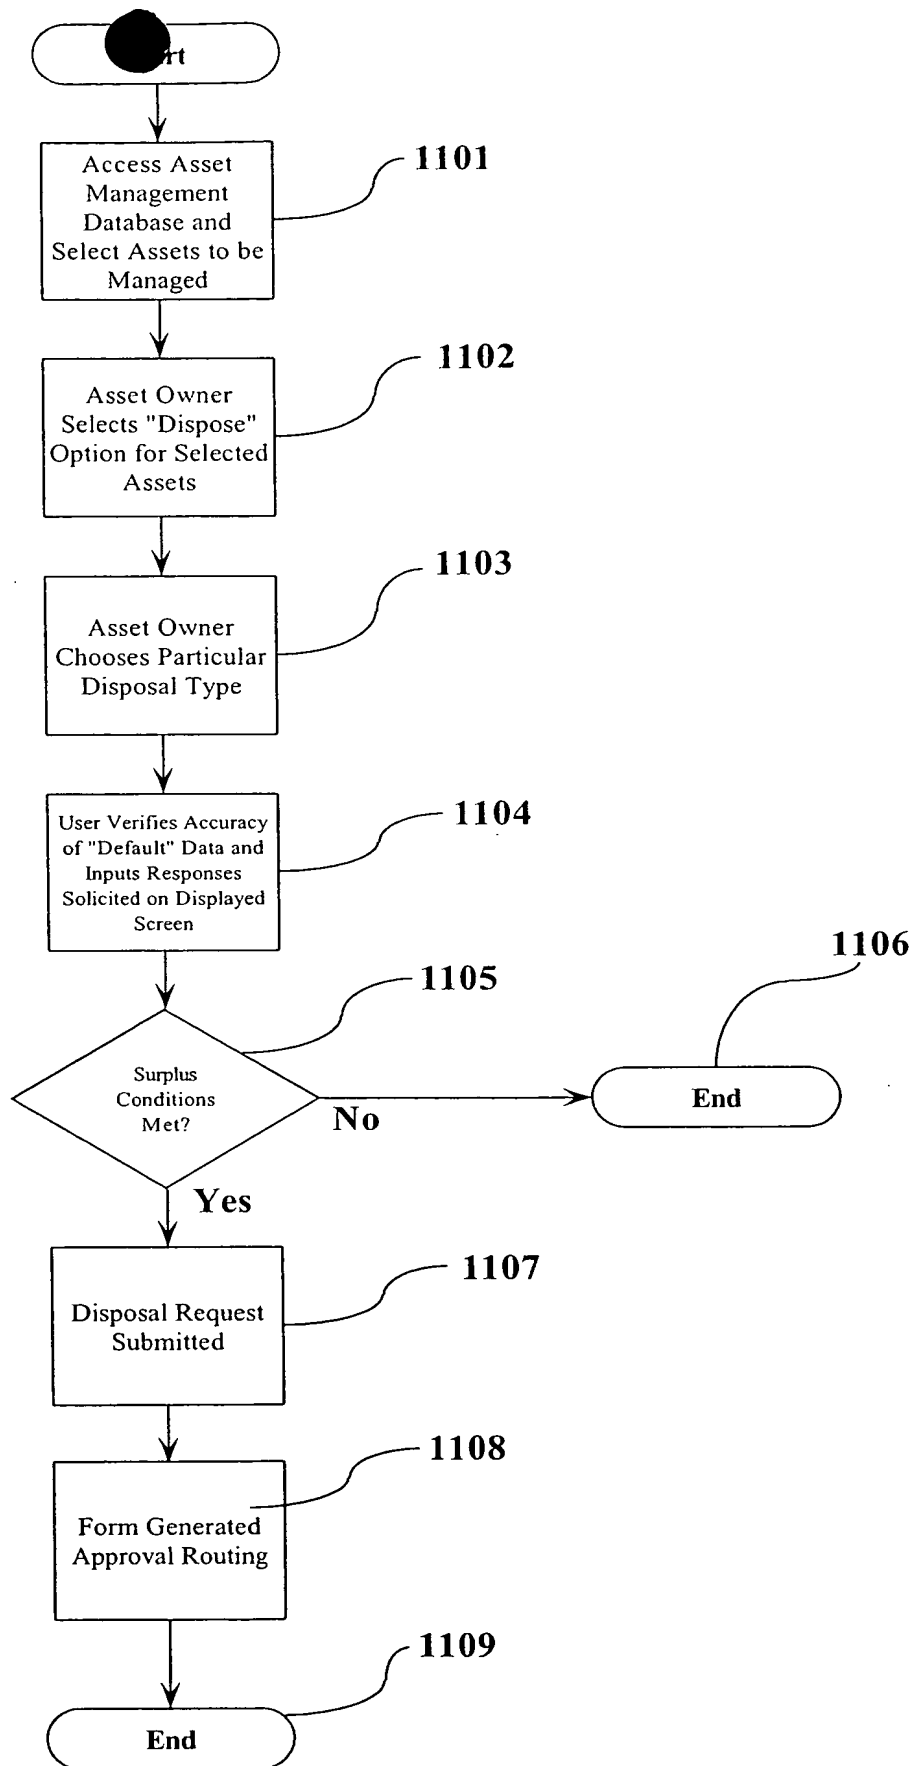 1101
Access Asset
Management
Database and
Select Assets to be
Managed
1102
Asset Owner
Selects "Dispose"
Option for Selected
Assets
1103
Asset Owner
Chooses Particular
Disposal Type
1104
User Verifies Accuracy
of "Default" Data and
Inputs Responses
Solicited on Displayed
Screen
1105
1106
Surplus
Conditions
Met?
No
End
Yes
1107
Disposal Request
Submitted
1108
Form Generated
Approval Routing
1109
End